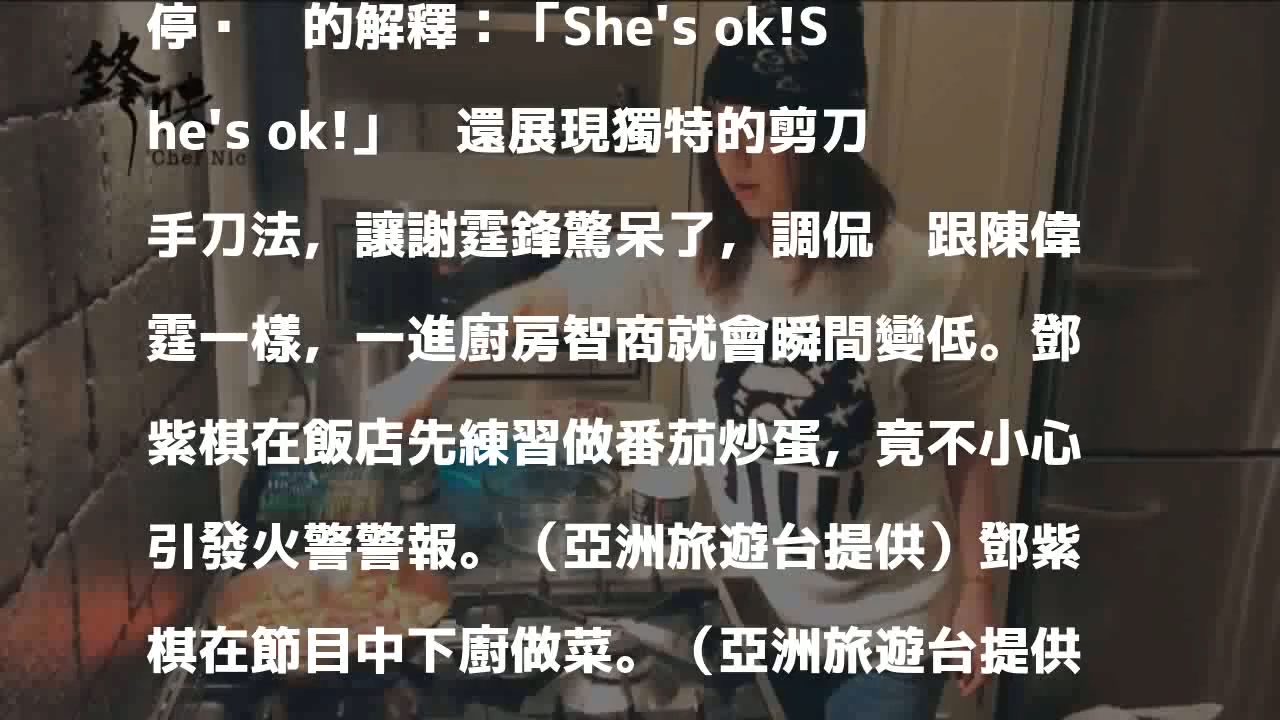 停· 的解釋：「She's ok!S
he's ok!」 還展現獨特的剪刀
手刀法，讓謝霆鋒驚呆了，調侃 跟陳偉
霆一樣，一進廚房智商就會瞬間變低。鄧
紫棋在飯店先練習做番茄炒蛋，竟不小心
引發火警警報。（亞洲旅遊台提供）鄧紫
棋在節目中下廚做菜。（亞洲旅遊台提供
鋒味
Chef Nic